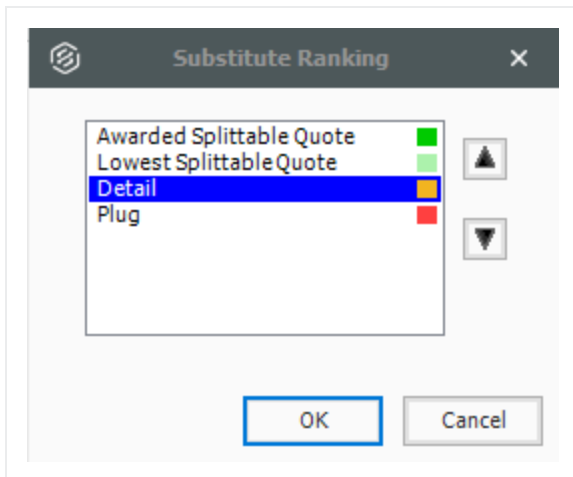 Substitute Ranking
Awarded Splittable Quote
Lowest Splittable Quote
Detail
Plug
OK
Cancel